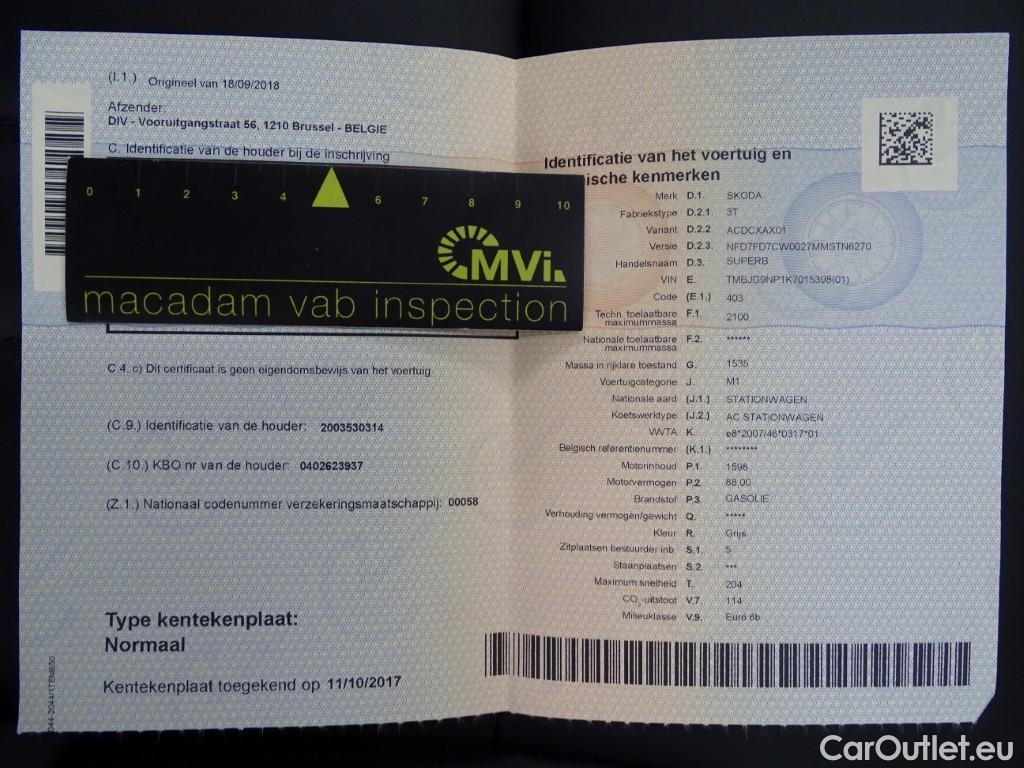 (I.1.) Origineel van 18/09/2018
Afzender:
DIV - Vooruitgangstraat 56, 1210 Brussel - BELGIE
C. Identificatie van de houder bij de inschrijving
0 1 2 3 4 6 7 8 9 10
MVi.
macadam vab inspection
C.4. c) Dit certificaat is geen eigendomsbewijs van het voertuig
(C.9.) Identificatie van de houder: 2003530314
(C.10.) KBO nr van de houder: 0402623937
(Z.1.) Nationaal codenummer verzekeringsmaatschappij: 00058
Type kentekenplaat:
Normaal
Kentekenplaat toegekend op 11/10/2017
Identificatie van het voertuig en
ische kenmerken
Merk D.1. SKODA
Fabriekstype D.2.1. 3T
Variant D.2.2. ACDCXAX01
Versie D.2.3. NFD7FD7CW0027MMSTN6270
Handelsnaam D.3. SUPERB
VIN E. TMBJG9NP1K7015398(01)
Code (E.1.) 403
Techn. toelaatbare F.1. 2100
maximummassa
Nationale toelaatbare F.2. ******
maximummassa
Massa in rijklare toestand G. 1535
Voertuigcategorie J. M1
Nationale aard (J.1.) STATIONWAGEN
Koetswerktype (J.2.) AC STATIONWAGEN
VVTA K. e8*2007/46*0317*01
Belgisch referentienummer (K.1.) ********
Motorinhoud P.1. 1598
Motorvermogen P.2. 88.00
Brandstof P.3. GASOLIE
Verhouding vermogen/gewicht Q. *****
Kleur R. Grijs
Zitplaatsen bestuurder inb. S.1. 5
Staanplaatsen S.2. ***
Maximum snelheid T. 204
CO2-uitstoot V.7. 114
Milieuklasse V.9. Euro 6b
CarOutlet.eu